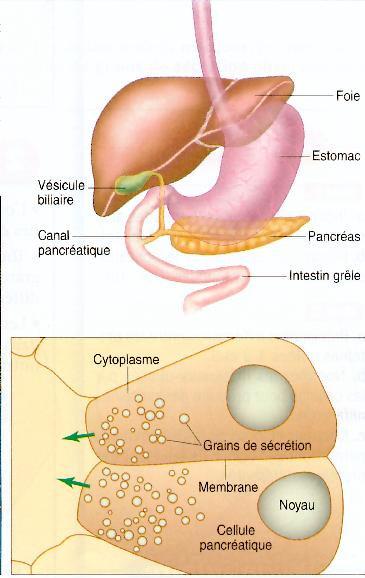 Foie
Estomac
Vésicule
biliaire
Canal
pancréatique
Pancréas
Intestin grêle
Cytoplasme
Grains de sécrétion
Membrane
Noyau
Cellule
pancréatique